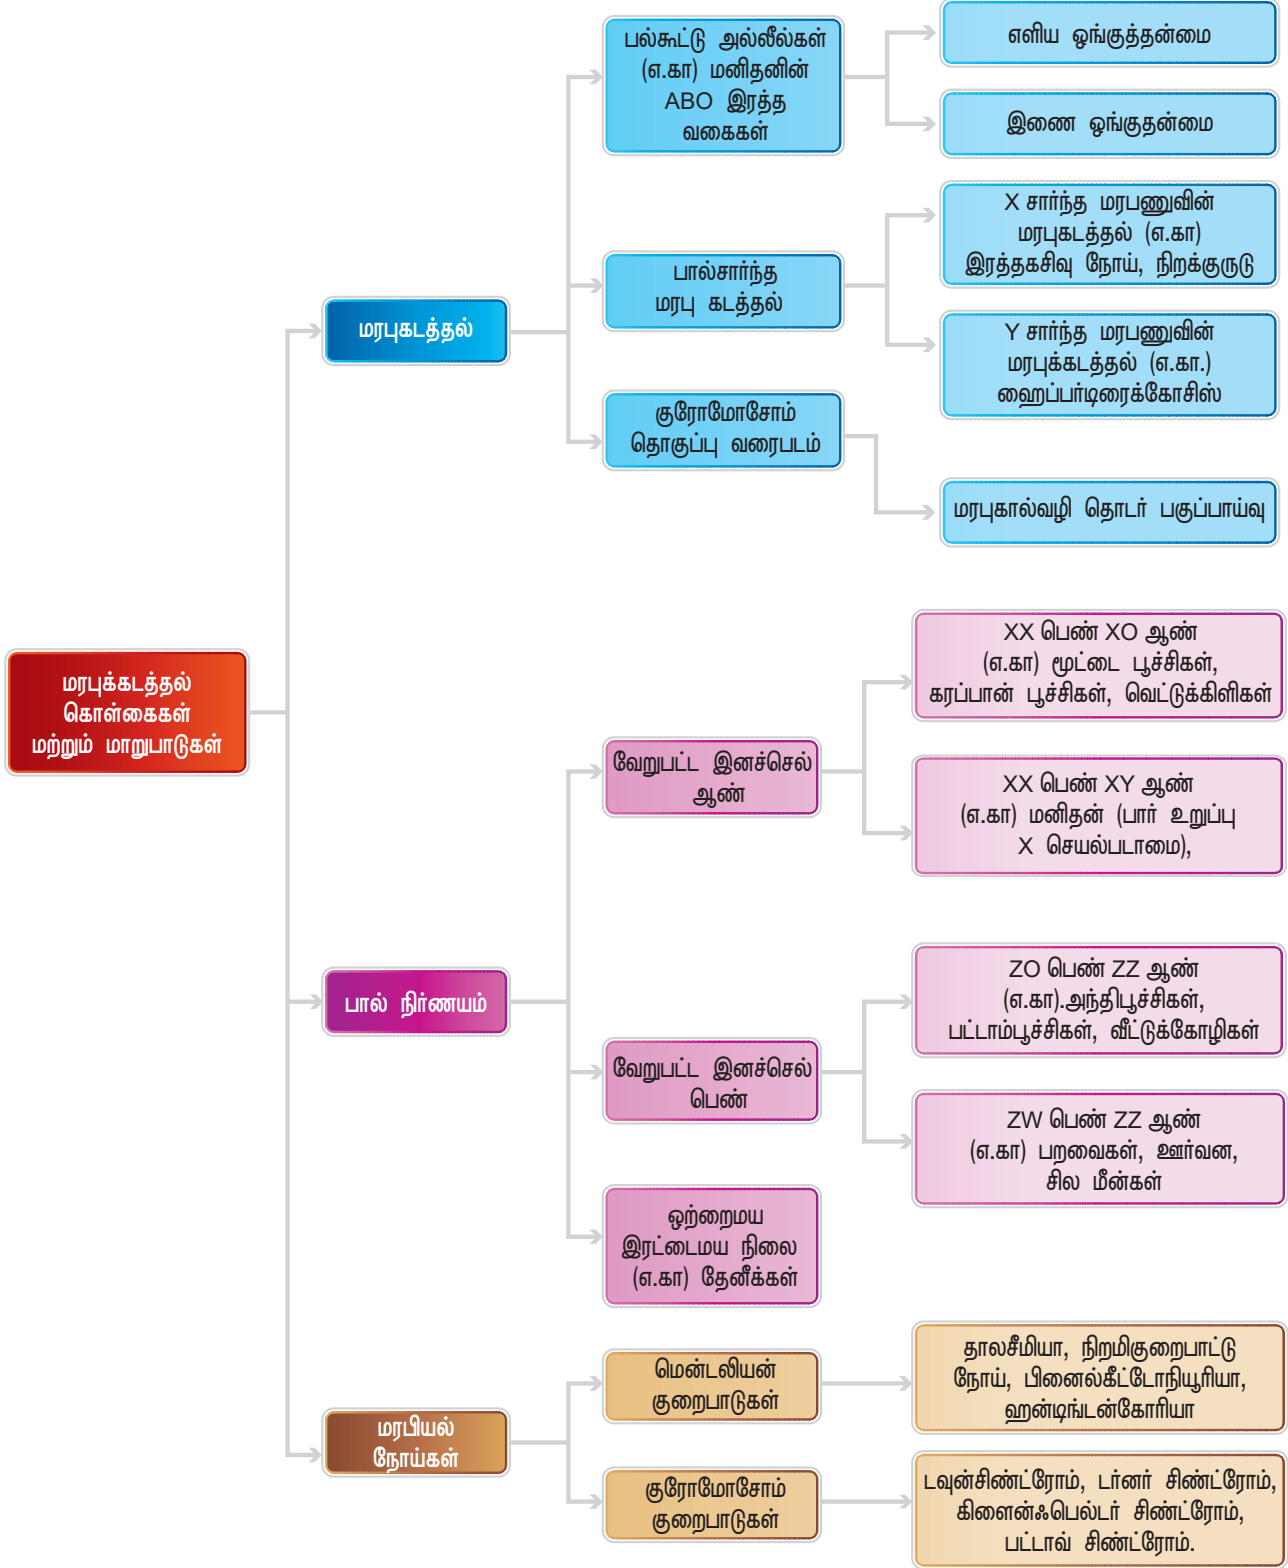 மரபுக்கடத்தல்
கொள்கைகள்
மற்றும் மாறுபாடுகள்
மரபுகடத்தல்
பல்கூட்டு அல்லீல்கள்
(எ.கா) மனிதனின்
ABO இரத்த
வகைகள்
எளிய ஒங்குத்தன்மை
இணை ஒங்குதன்மை
பால்சார்ந்த
மரபு கடத்தல்
X சார்ந்த மரபணுவின்
மரபுகடத்தல் (எ.கா)
இரத்தகசிவு நோய், நிறக்குருடு
Y சார்ந்த மரபணுவின்
மரபுக்கடத்தல் (எ.கா.)
ஹைப்பர்டிரைக்கோசிஸ்
குரோமோசோம்
தொகுப்பு வரைபடம்
மரபுகால்வழி தொடர் பகுப்பாய்வு
பால் நிர்ணயம்
வேறுபட்ட இனச்செல்
ஆண்
XX பெண் XO ஆண்
(எ.கா) மூட்டை பூச்சிகள்,
கரப்பான் பூச்சிகள், வெட்டுக்கிளிகள்
XX பெண் XY ஆண்
(எ.கா) மனிதன் (பார் உறுப்பு
X செயல்படாமை),
வேறுபட்ட இனச்செல்
பெண்
ZO பெண் ZZ ஆண்
(எ.கா).அந்திபூச்சிகள்,
பட்டாம்பூச்சிகள், வீட்டுக்கோழிகள்
ZW பெண் ZZ ஆண்
(எ.கா) பறவைகள், ஊர்வன,
சில மீன்கள்
ஒற்றைமய
இரட்டைமய நிலை
(எ.கா) தேனீக்கள்
மரபியல்
நோய்கள்
மென்டலியன்
குறைபாடுகள்
தாலசீமியா, நிறமிகுறைபாட்டு
நோய், பினைல்கீட்டோநியூரியா,
ஹன்டிங்டன்கோரியா
குரோமோசோம்
குறைபாடுகள்
டவுன்சிண்ட்ரோம், டர்னர் சிண்ட்ரோம்,
கிளைன்ஃபெல்டர் சிண்ட்ரோம்,
பட்டாவ் சிண்ட்ரோம்.